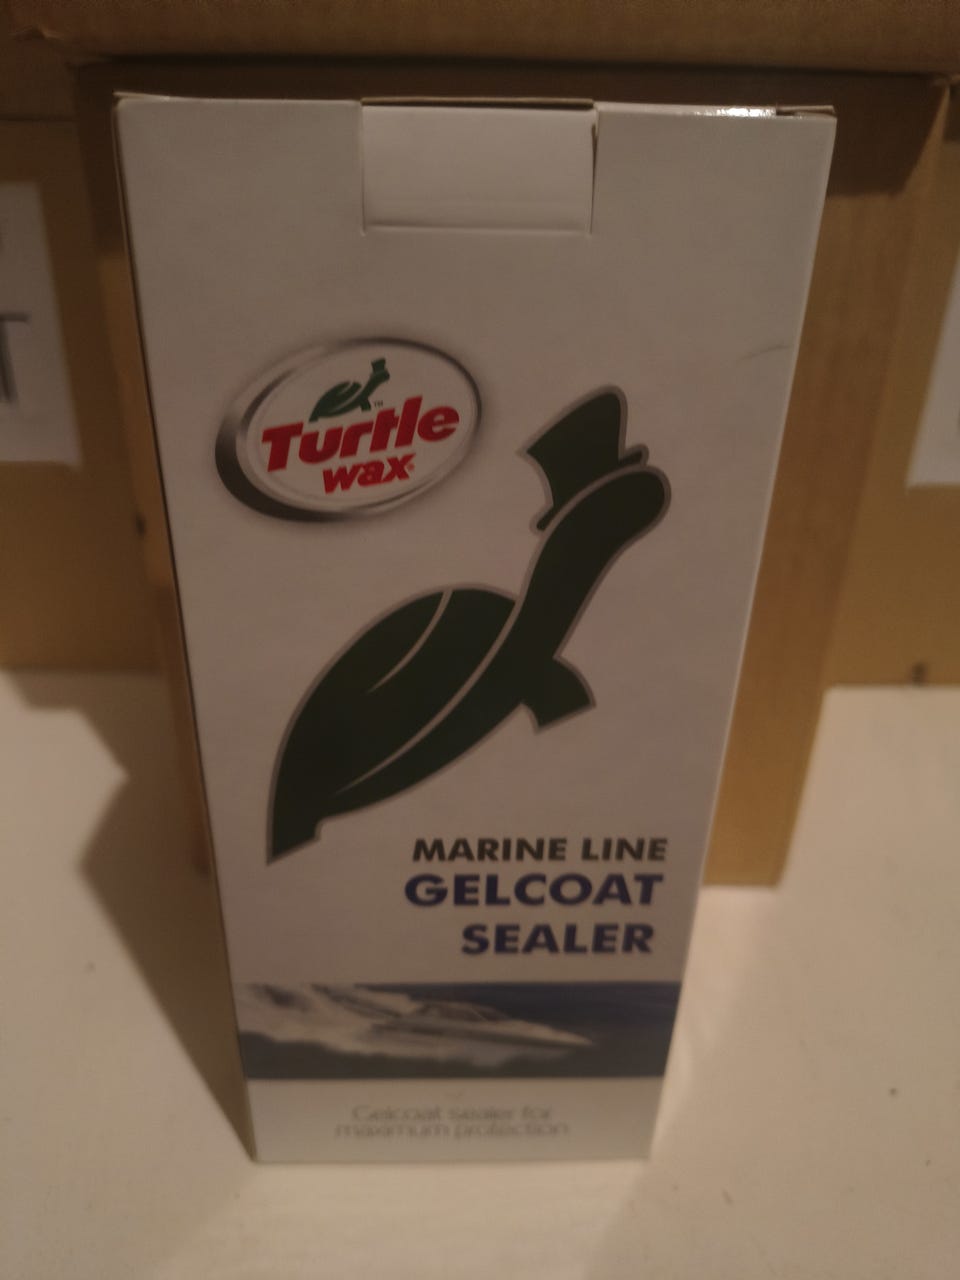 Turtle
wax
MARINE LINE
GELCOAT
SEALER
Gelcoat sealer for
maximum protection
T